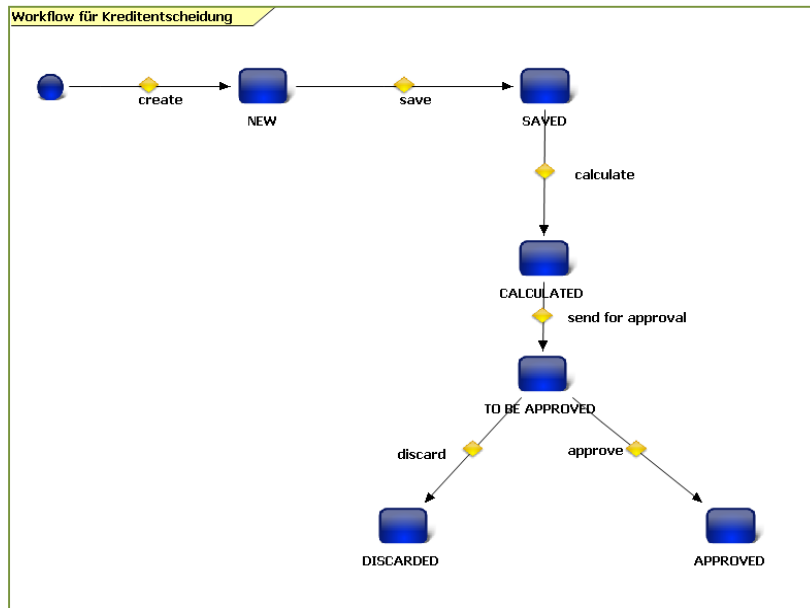 Workflow für Kreditentscheidung
create
save
NEW
SAVED
calculate
CALCULATED
send for approval
TO BE APPROVED
discard
approve
DISCARDED
APPROVED